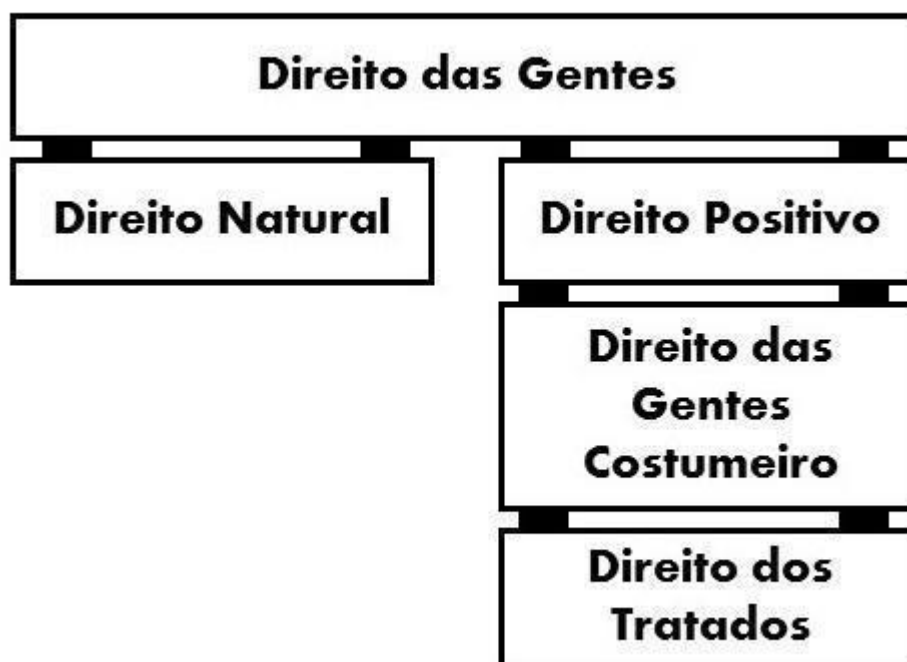 Direito das Gentes
Direito Natural
Direito Positivo
Direito das
Gentes
Costumeiro
Direito dos
Tratados